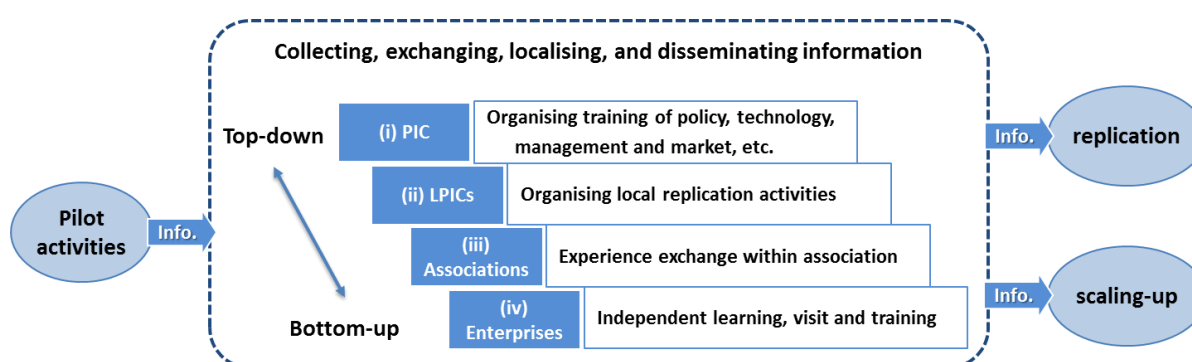 Collecting, exchanging, localising, and disseminating information
Top-down
(i) PIC
Organising training of policy, technology,
management and market, etc.
(ii) LPICs
Organising local replication activities
(iii)
Associations
Experience exchange within association
(iv)
Enterprises
Independent learning, visit and training
Bottom-up
Pilot
activities
Info.
Info.
replication
Info.
scaling-up